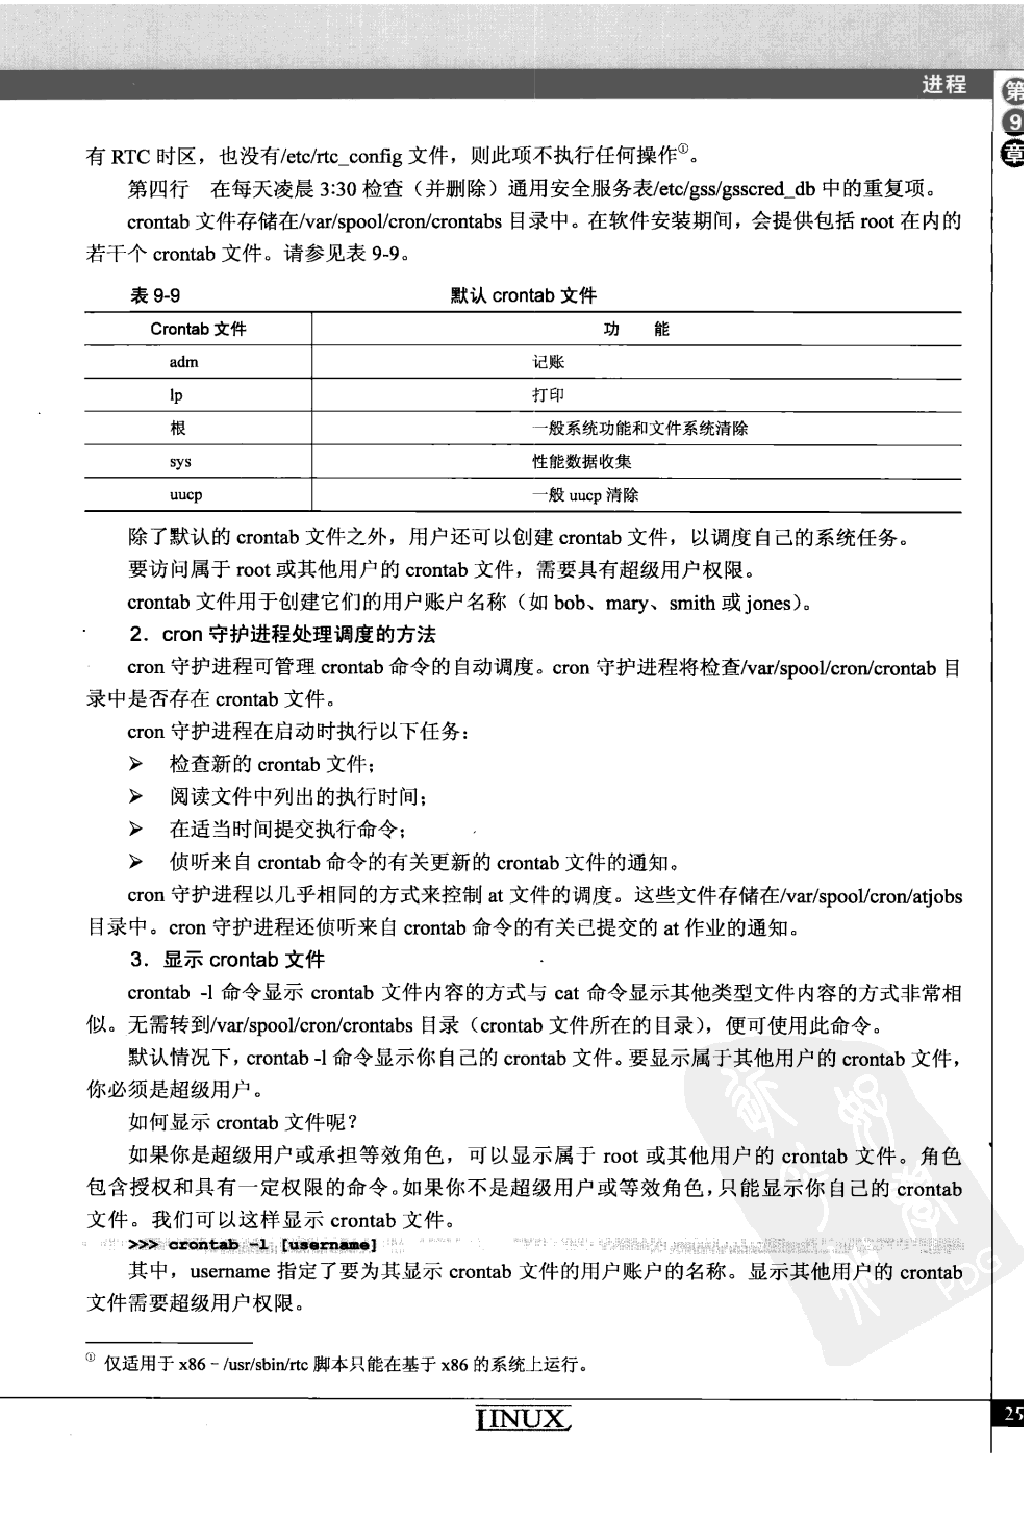 进程
第
9
章
有 RTC 时区，也没有/etc/rtc_config 文件，则此项不执行任何操作①。
第四行　在每天凌晨 3:30 检查（并删除）通用安全服务表/etc/gss/gsscred_db 中的重复项。
crontab 文件存储在/var/spool/cron/crontabs 目录中。在软件安装期间，会提供包括 root 在内的
若干个 crontab 文件。请参见表 9-9。
表 9-9 默认 crontab 文件
Crontab 文件 功 能
adm 记账
lp 打印
根 一般系统功能和文件系统清除
sys 性能数据收集
uucp 一般 uucp 清除
除了默认的 crontab 文件之外，用户还可以创建 crontab 文件，以调度自己的系统任务。
要访问属于 root 或其他用户的 crontab 文件，需要具有超级用户权限。
crontab 文件用于创建它们的用户账户名称（如 bob、mary、smith 或 jones）。
2．cron 守护进程处理调度的方法
cron 守护进程可管理 crontab 命令的自动调度。cron 守护进程将检查/var/spool/cron/crontab 目
录中是否存在 crontab 文件。
cron 守护进程在启动时执行以下任务：
➢ 检查新的 crontab 文件；
➢ 阅读文件中列出的执行时间；
➢ 在适当时间提交执行命令；
➢ 侦听来自 crontab 命令的有关更新的 crontab 文件的通知。
cron 守护进程以几乎相同的方式来控制 at 文件的调度。这些文件存储在/var/spool/cron/atjobs
目录中。cron 守护进程还侦听来自 crontab 命令的有关已提交的 at 作业的通知。
3．显示 crontab 文件
crontab -l 命令显示 crontab 文件内容的方式与 cat 命令显示其他类型文件内容的方式非常相
似。无需转到/var/spool/cron/crontabs 目录（crontab 文件所在的目录），便可使用此命令。
默认情况下，crontab -l 命令显示你自己的 crontab 文件。要显示属于其他用户的 crontab 文件，
你必须是超级用户。
如何显示 crontab 文件呢？
如果你是超级用户或承担等效角色，可以显示属于 root 或其他用户的 crontab 文件。角色
包含授权和具有一定权限的命令。如果你不是超级用户或等效角色，只能显示你自己的 crontab
文件。我们可以这样显示 crontab 文件。
>>> crontab -l [username]
其中，username 指定了要为其显示 crontab 文件的用户账户的名称。显示其他用户的 crontab
文件需要超级用户权限。
PDG
① 仅适用于 x86－/usr/sbin/rtc 脚本只能在基于 x86 的系统上运行。
LINUX
25